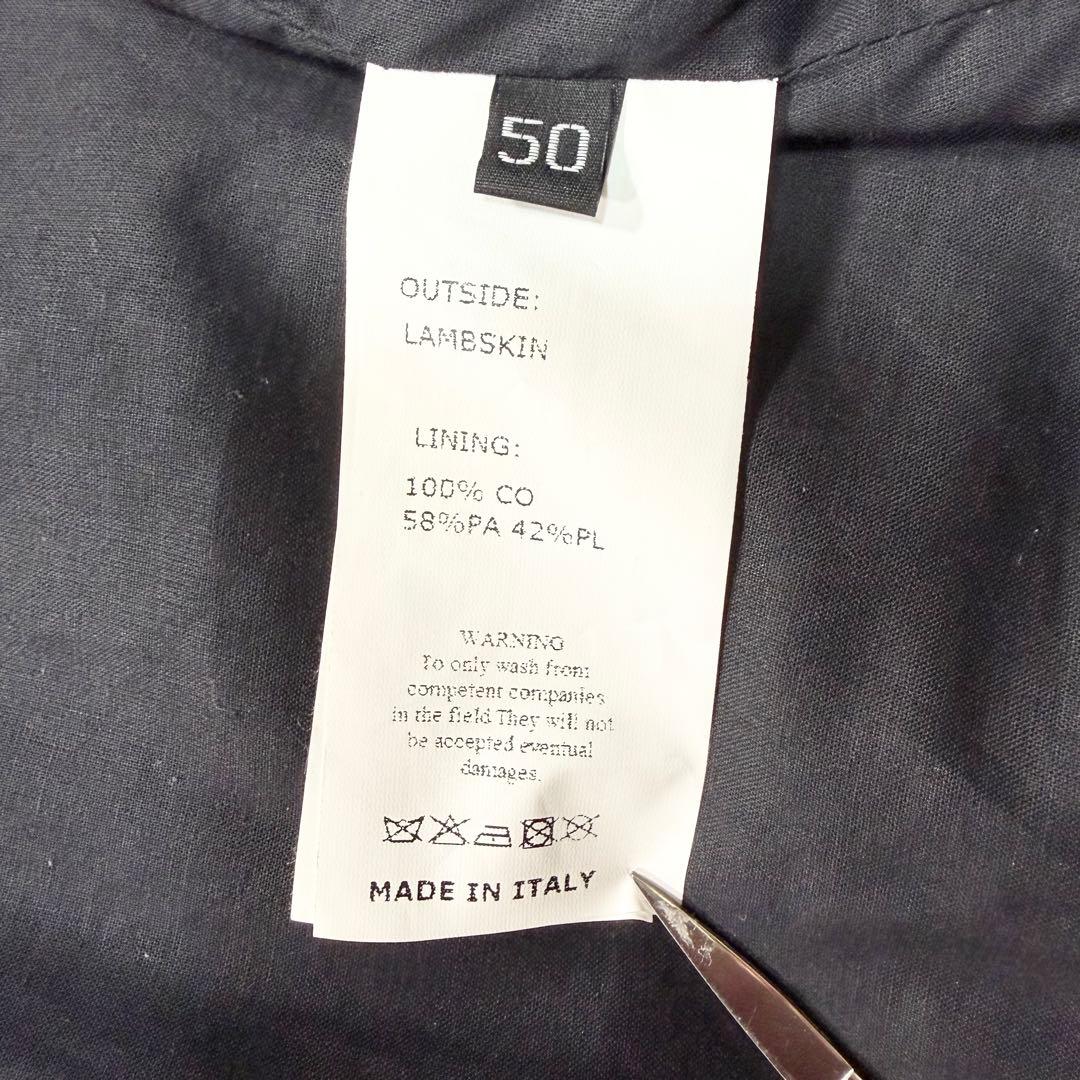 50
OUTSIDE:
LAMBSKIN
LINING:
100% CO
58%PA 42%PL
WARNING
To only wash from
competent companies
in the field They will not
be accepted eventual
damages.
MADE IN ITALY